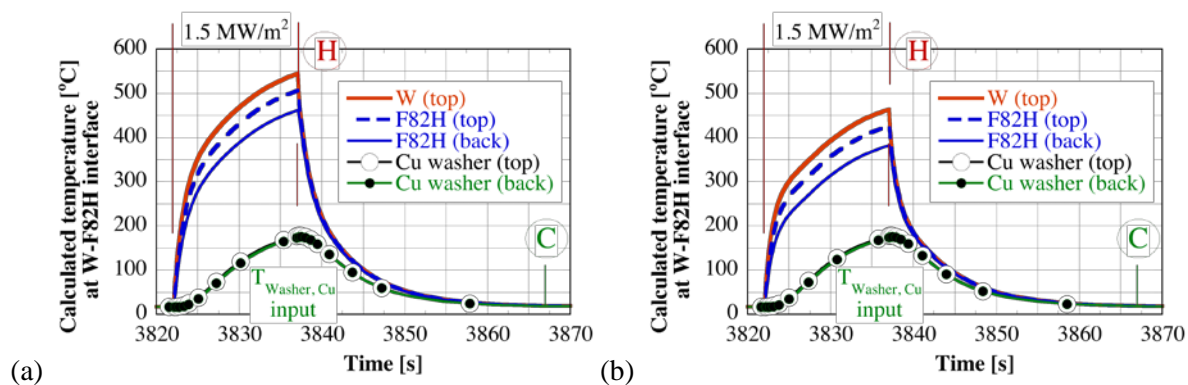 1.5 MW/m²
H
Calculated temperature [°C]
at W-F82H interface
600
500
400
300
200
100
0
W (top)
F82H (top)
F82H (back)
Cu washer (top)
Cu washer (back)
C
T Washer, Cu
input
3820 3830 3840 3850 3860 3870
Time [s]
(a)
1.5 MW/m²
H
Calculated temperature [°C]
at W-F82H interface
600
500
400
300
200
100
0
W (top)
F82H (top)
F82H (back)
Cu washer (top)
Cu washer (back)
C
T Washer, Cu
input
3820 3830 3840 3850 3860 3870
Time [s]
(b)